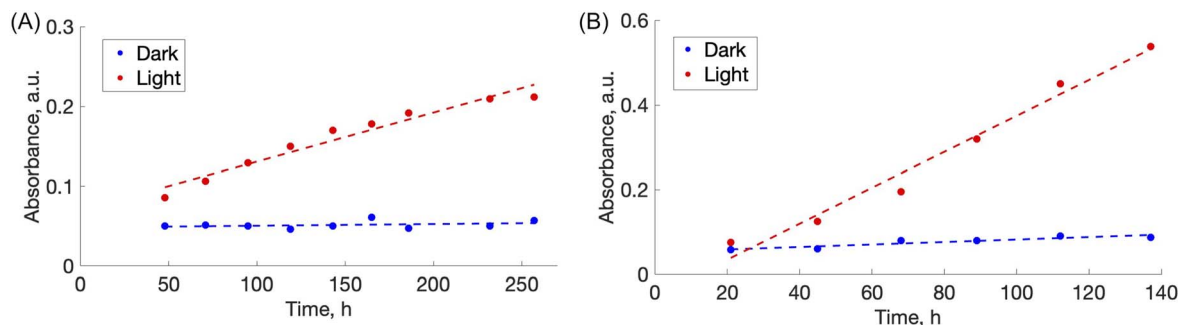 (A)
0.3
0.2
0.1
0
Absorbance, a.u.
Dark
Light
0 50 100 150 200 250
Time, h
(B)
0.6
0.4
0.2
0
Absorbance, a.u.
Dark
Light
0 20 40 60 80 100 120 140
Time, h